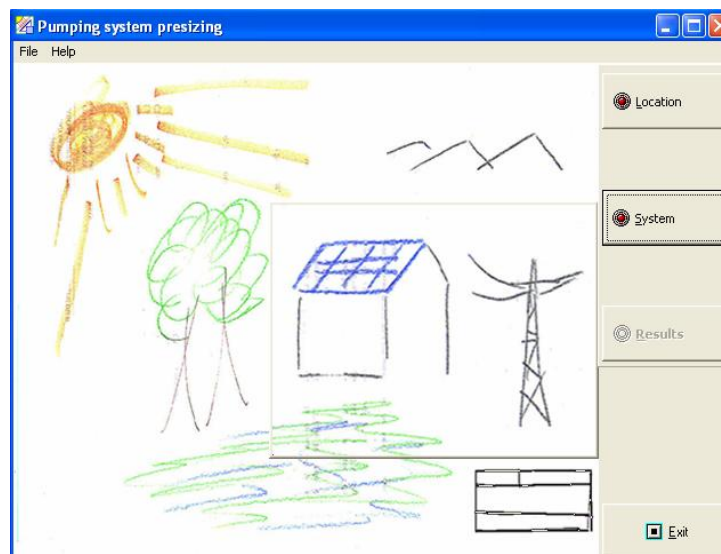 Pumping system presizing
File Help
Location
System
Results
Exit